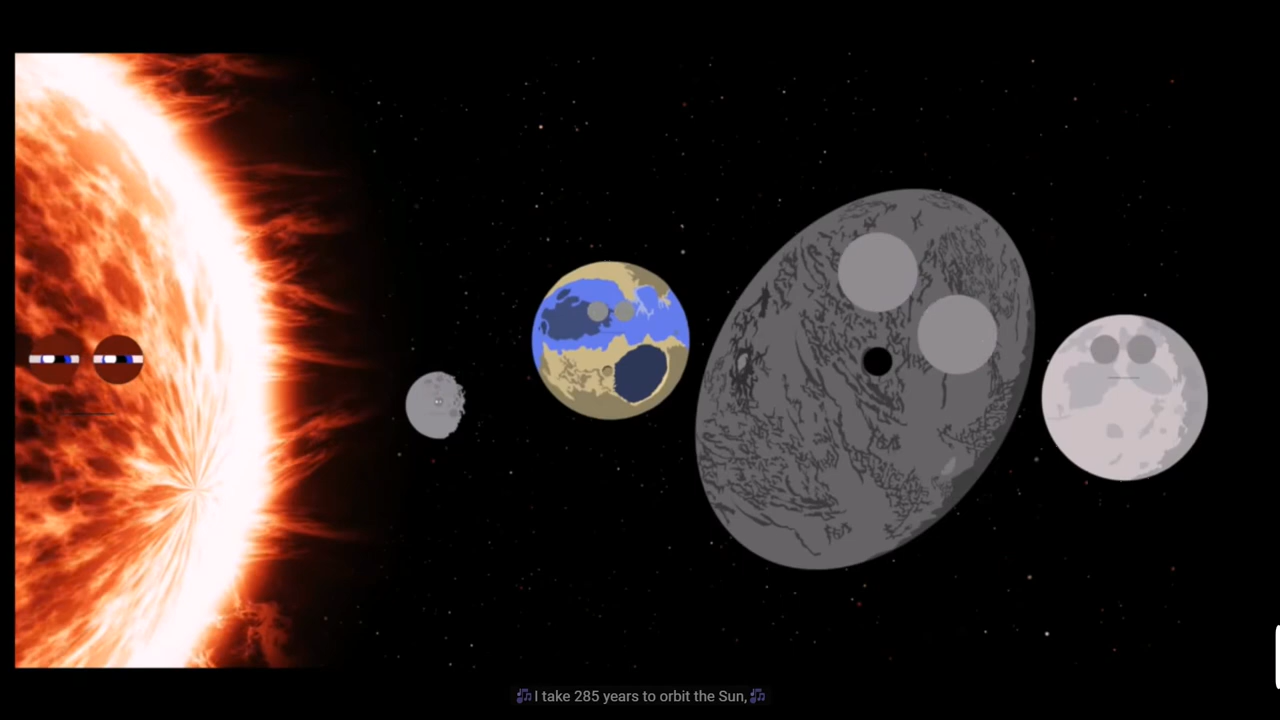 🎵I take 285 years to orbit the Sun,🎵